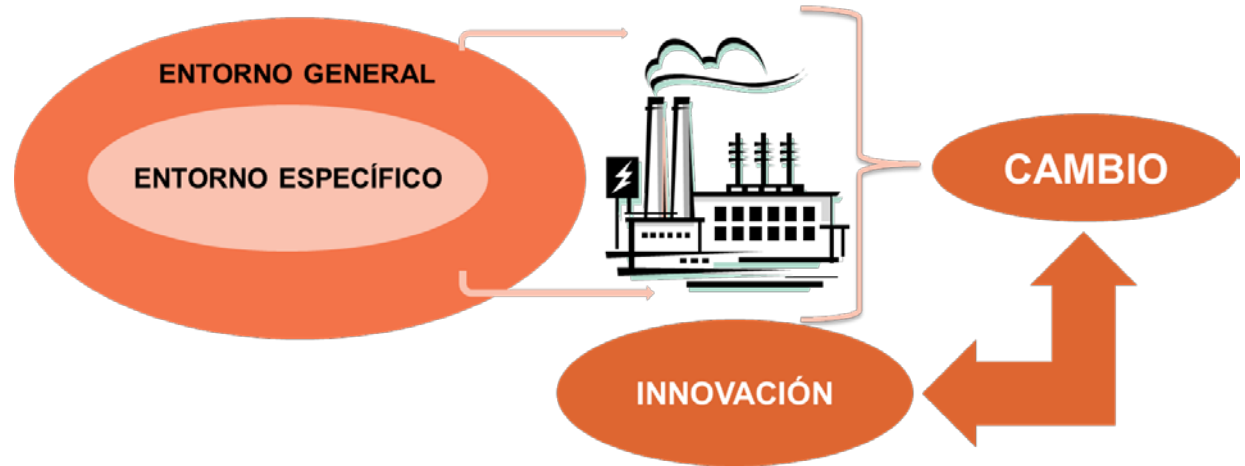 ENTORNO GENERAL
ENTORNO ESPECÍFICO
CAMBIO
INNOVACIÓN